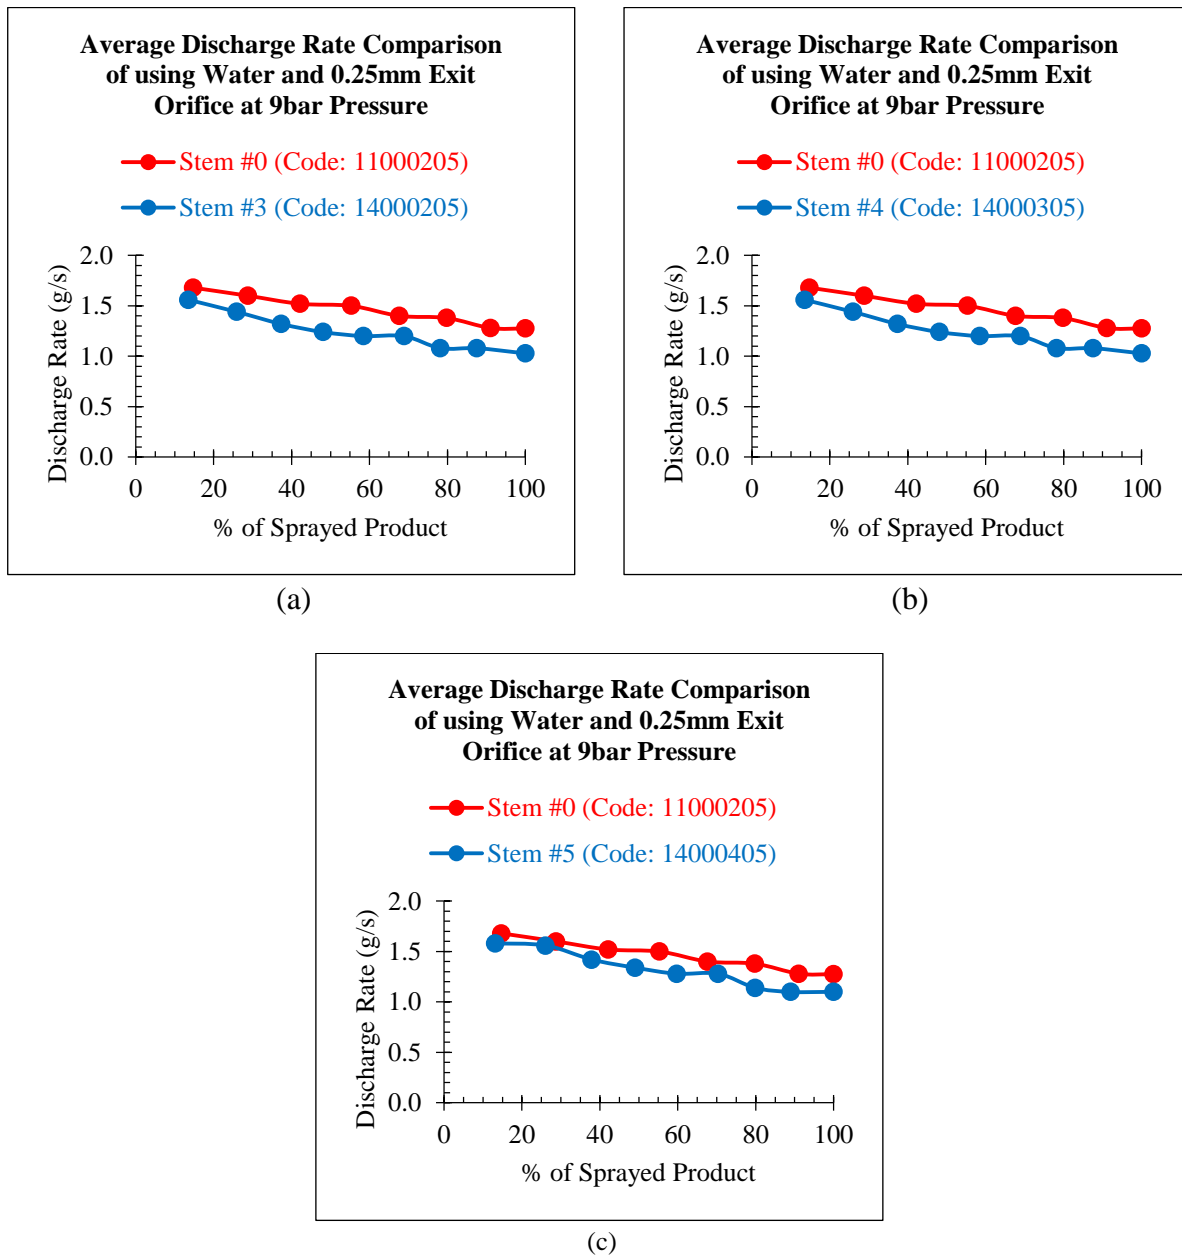 Average Discharge Rate Comparison
of using Water and 0.25mm Exit
Orifice at 9bar Pressure
Stem #0 (Code: 11000205)
Stem #3 (Code: 14000205)
Discharge Rate (g/s)
2.0
1.5
1.0
0.5
0.0
0 20 40 60 80 100
% of Sprayed Product
(a)
Average Discharge Rate Comparison
of using Water and 0.25mm Exit
Orifice at 9bar Pressure
Stem #0 (Code: 11000205)
Stem #4 (Code: 14000305)
Discharge Rate (g/s)
2.0
1.5
1.0
0.5
0.0
0 20 40 60 80 100
% of Sprayed Product
(b)
Average Discharge Rate Comparison
of using Water and 0.25mm Exit
Orifice at 9bar Pressure
Stem #0 (Code: 11000205)
Stem #5 (Code: 14000405)
Discharge Rate (g/s)
2.0
1.5
1.0
0.5
0.0
0 20 40 60 80 100
% of Sprayed Product
(c)